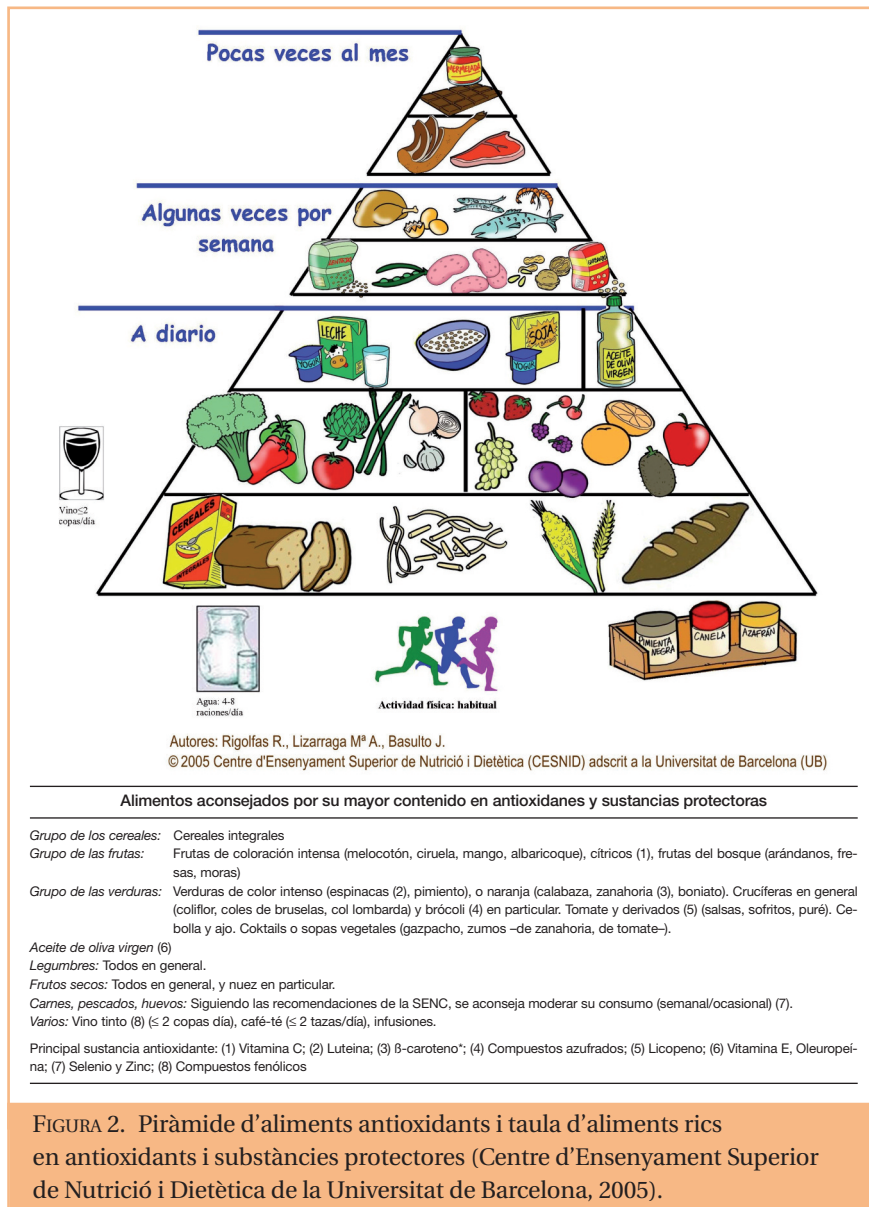 Pocas veces al mes
MERMELADA
Algunas veces por
semana
A diario
LECHE
YOGUR
SOJA
YOGUR
ACEITE
DE OLIVA
VIRGEN
Vino≤2
copas/día
CEREALES
INTEGRALES
Agua: 4-8
raciones/día
Actividad física: habitual
PIMIENTA
NEGRA
CANELA
AZAFRÁN
Autores: Rigolfas R., Lizarraga Mª A., Basulto J.
© 2005 Centre d'Ensenyament Superior de Nutrició i Dietètica (CESNID) adscrit a la Universitat de Barcelona (UB)
Alimentos aconsejados por su mayor contenido en antioxidanes y sustancias protectoras
Grupo de los cereales: Cereales integrales
Grupo de las frutas: Frutas de coloración intensa (melocotón, ciruela, mango, albaricoque), cítricos (1), frutas del bosque (arándanos, fre-
sas, moras)
Grupo de las verduras: Verduras de color intenso (espinacas (2), pimiento), o naranja (calabaza, zanahoria (3), boniato). Crucíferas en general
(coliflor, coles de bruselas, col lombarda) y brócoli (4) en particular. Tomate y derivados (5) (salsas, sofritos, puré). Ce-
bolla y ajo. Coktails o sopas vegetales (gazpacho, zumos –de zanahoria, de tomate–).
Aceite de oliva virgen (6)
Legumbres: Todos en general.
Frutos secos: Todos en general, y nuez en particular.
Carnes, pescados, huevos: Siguiendo las recomendaciones de la SENC, se aconseja moderar su consumo (semanal/ocasional) (7).
Varios: Vino tinto (8) (≤ 2 copas día), café-té (≤ 2 tazas/día), infusiones.
Principal sustancia antioxidante: (1) Vitamina C; (2) Luteina; (3) ß-caroteno*; (4) Compuestos azufrados; (5) Licopeno; (6) Vitamina E, Oleuropeí-
na; (7) Selenio y Zinc; (8) Compuestos fenólicos
FIGURA 2. Piràmide d'aliments antioxidants i taula d'aliments rics
en antioxidants i substàncies protectores (Centre d'Ensenyament Superior
de Nutrició i Dietètica de la Universitat de Barcelona, 2005).